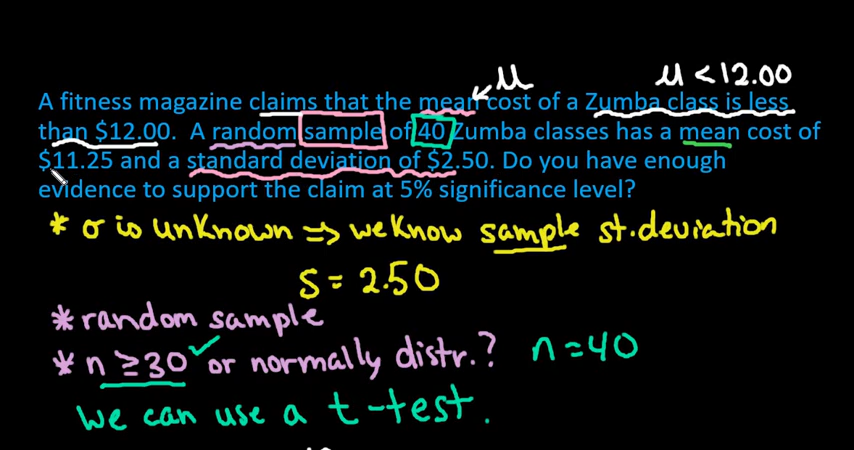 μ
μ < 12.00
A fitness magazine claims that the mean cost of a Zumba class is less
than $12.00. A random sample of 40 Zumba classes has a mean cost of
$11.25 and a standard deviation of $2.50. Do you have enough
evidence to support the claim at 5% significance level?
* σ is unknown ⇒ we know sample st. deviation
s = 2.50
* random sample
* n ≥ 30 ✓ or normally distr.? n = 40
We can use a t-test.